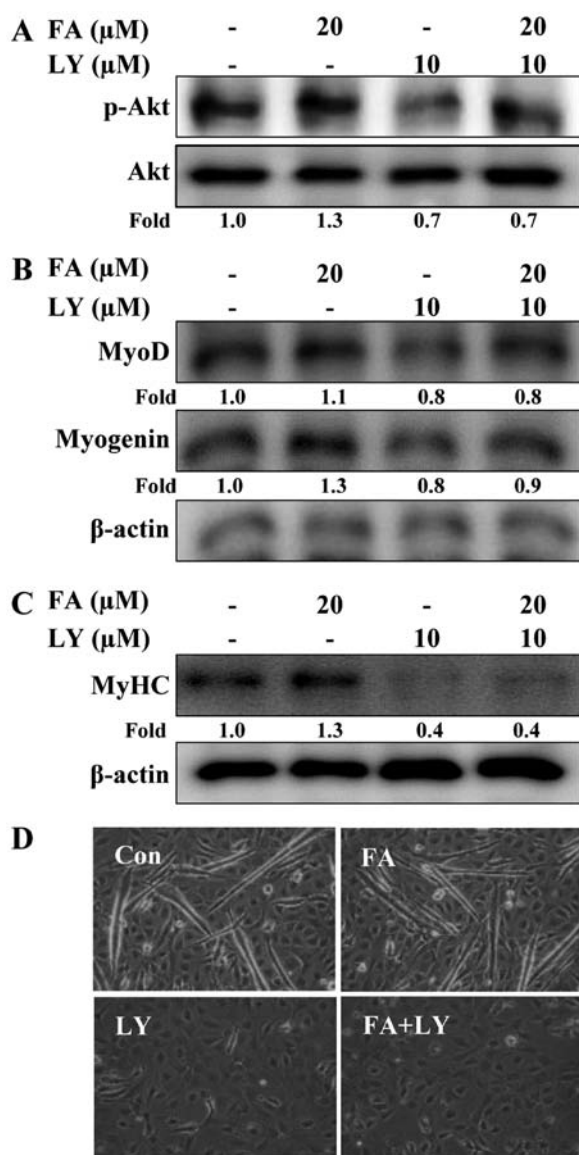 A FA (μM) - 20 - 20
LY (μM) - - 10 10
p-Akt
Akt
Fold 1.0 1.3 0.7 0.7
B FA (μM) - 20 - 20
LY (μM) - - 10 10
MyoD
Fold 1.0 1.1 0.8 0.8
Myogenin
Fold 1.0 1.3 0.8 0.9
β-actin
C FA (μM) - 20 - 20
LY (μM) - - 10 10
MyHC
Fold 1.0 1.3 0.4 0.4
β-actin
D
Con FA
LY FA+LY